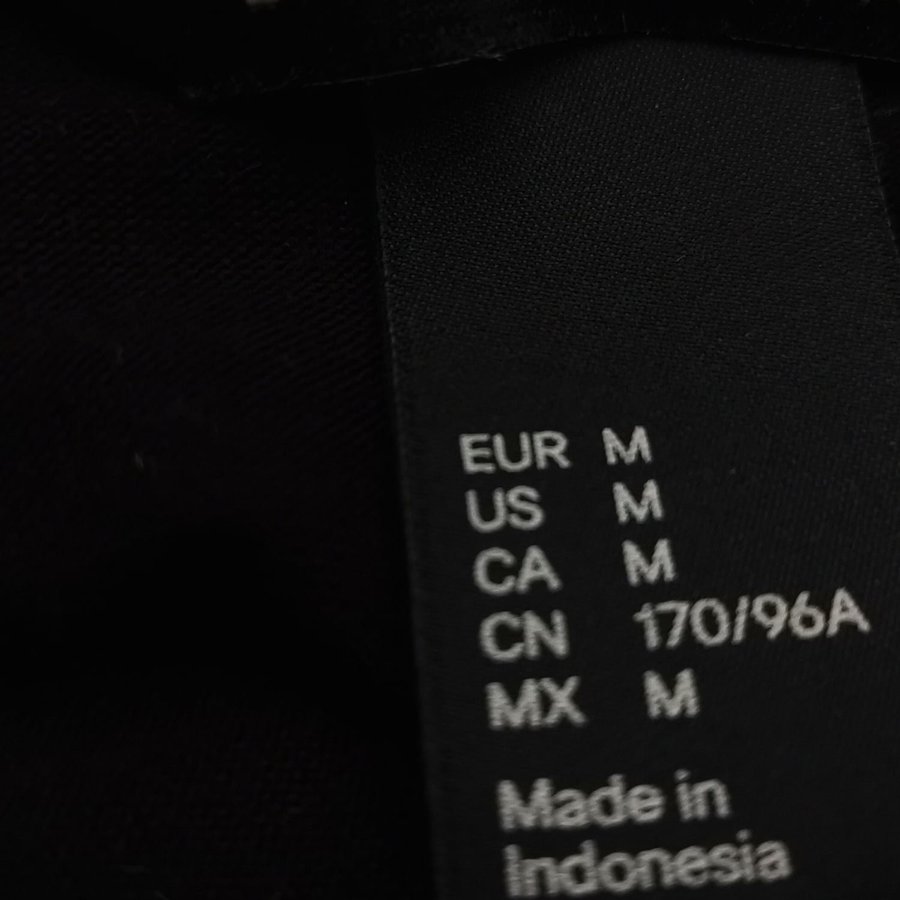 EUR M
US M
CA M
CN 170/96A
MX M
Made in
Indonesia